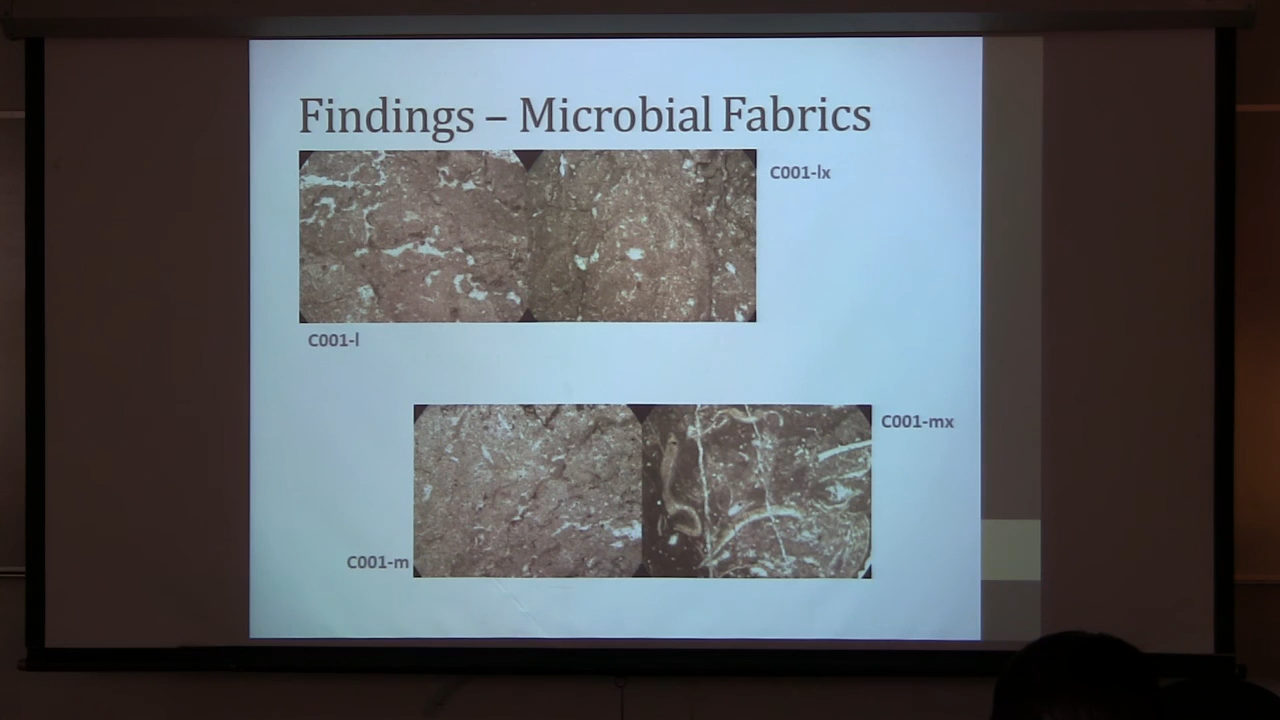 Findings – Microbial Fabrics
C001-lx
C001-l
C001-mx
C001-m